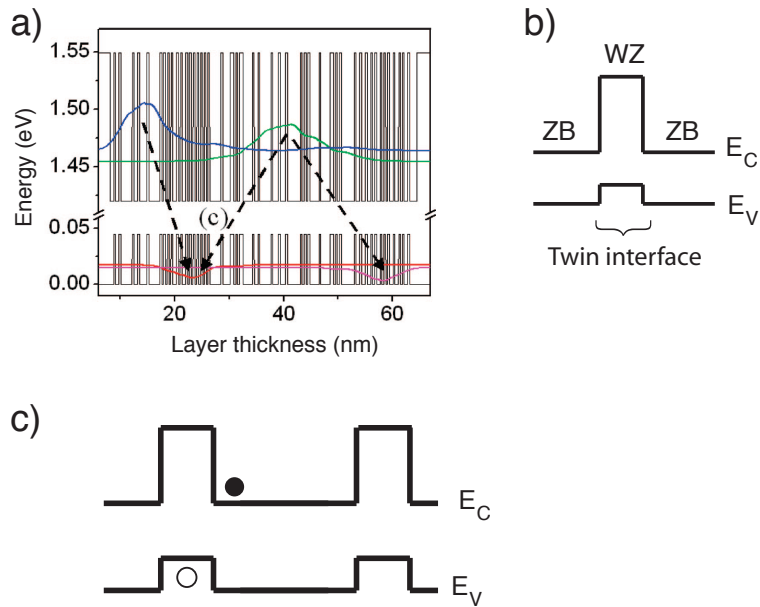 a)
Energy (eV)
1.55
1.50
1.45
0.05
0.00
(c)
20 40 60
Layer thickness (nm)
b)
WZ
ZB ZB
E_C
E_V
Twin interface
c)
E_C
E_V